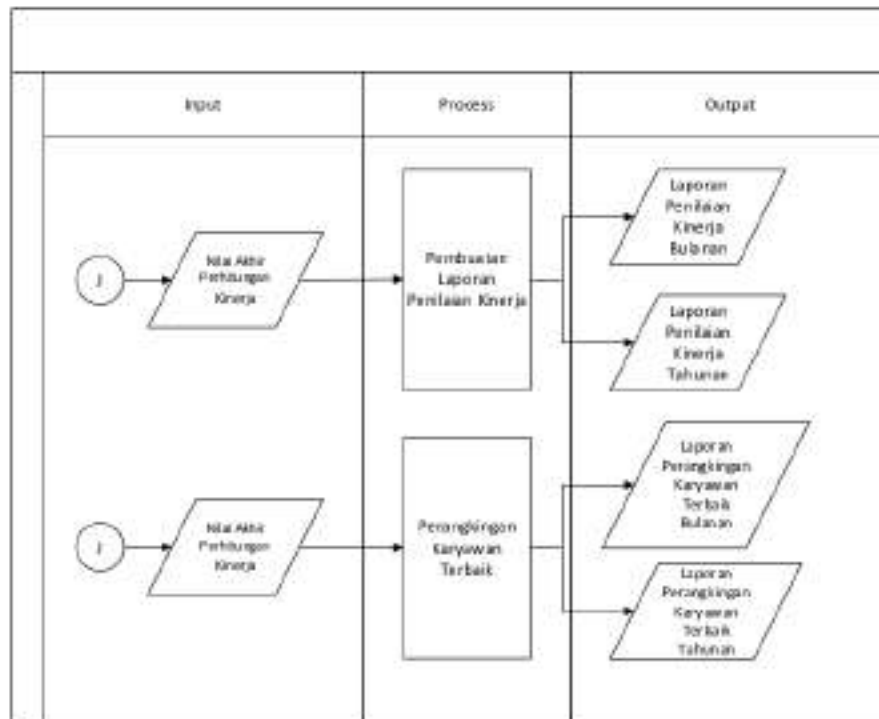 Input
Process
Output
Nilai Akhir
Perhitungan
Kinerja
Pembuatan
Laporan
Penilaian Kinerja
Laporan
Penilaian
Kinerja
Bulanan
Laporan
Penilaian
Kinerja
Tahunan
Nilai Akhir
Perhitungan
Kinerja
Perangkingan
Karyawan
Terbaik
Laporan
Perangkingan
Karyawan
Terbaik
Bulanan
Laporan
Perangkingan
Karyawan
Terbaik
Tahunan